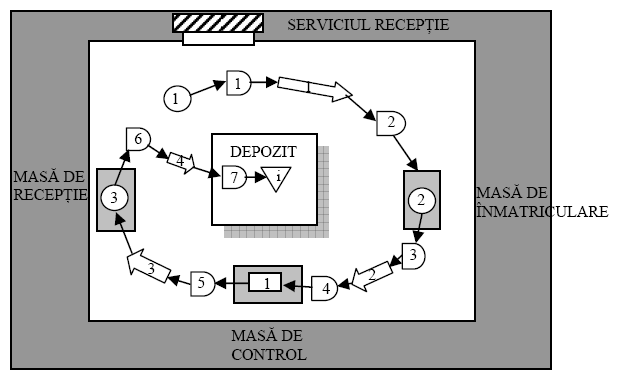 SERVICIUL RECEPȚIE
1
1
1
2
6
4
DEPOZIT
7
i
MASĂ DE
RECEPȚIE
3
2
MASĂ DE
ÎNMATRICULARE
3
3
5
1
4
2
MASĂ DE
CONTROL